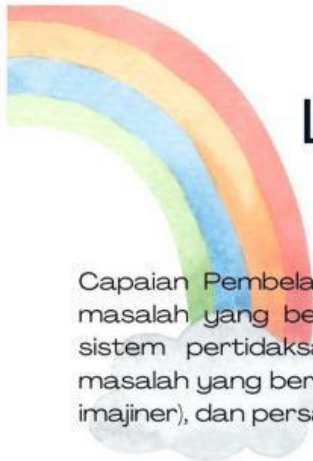 L
Capaian Pembela
masalah yang be
sistem pertidaksa
masalah yang ber
imajiner), dan persa